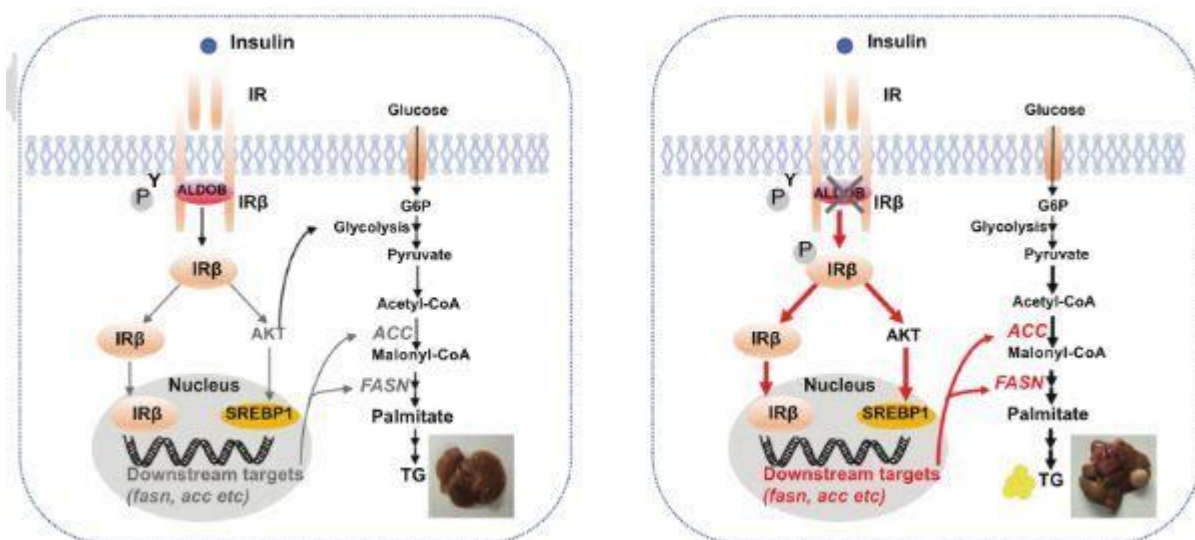 Insulin
IR
Glucose
Y
P
ALDOB
IRβ
G6P
Glycolysis
IRβ
Pyruvate
Acetyl-CoA
IRβ
AKT
ACC
Malonyl-CoA
Nucleus
FASN
IRβ
SREBP1
Palmitate
Downstream targets
(fasn, acc etc)
TG
Insulin
IR
Glucose
Y
P
ALDOB
IRβ
G6P
Glycolysis
P
IRβ
Pyruvate
Acetyl-CoA
IRβ
AKT
ACC
Malonyl-CoA
Nucleus
FASN
IRβ
SREBP1
Palmitate
Downstream targets
(fasn, acc etc)
TG